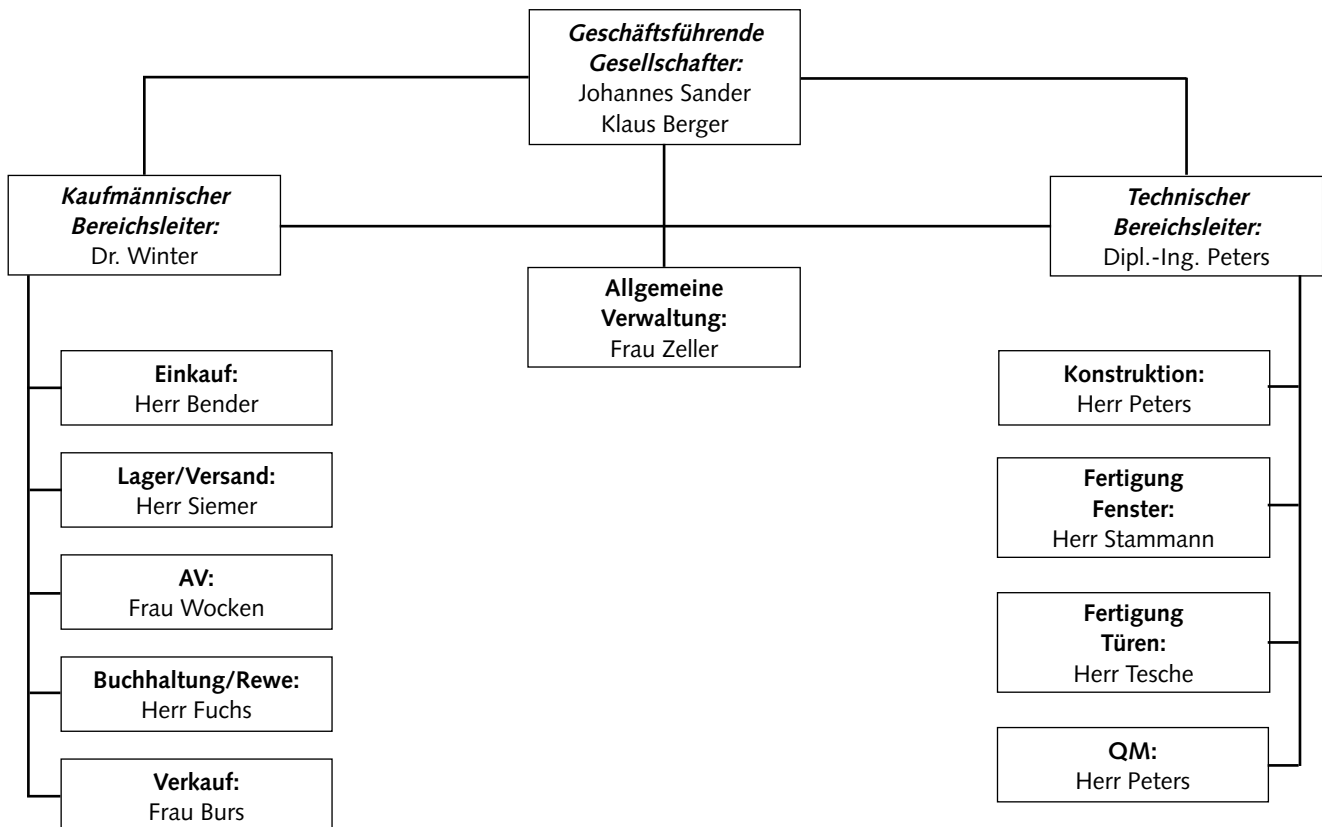 Geschäftsführende
Gesellschafter:
Johannes Sander
Klaus Berger
Kaufmännischer
Bereichsleiter:
Dr. Winter
Technischer
Bereichsleiter:
Dipl.-Ing. Peters
Allgemeine
Verwaltung:
Frau Zeller
Einkauf:
Herr Bender
Lager/Versand:
Herr Siemer
AV:
Frau Wocken
Buchhaltung/Rewe:
Herr Fuchs
Verkauf:
Frau Burs
Konstruktion:
Herr Peters
Fertigung
Fenster:
Herr Stammann
Fertigung
Türen:
Herr Tesche
QM:
Herr Peters